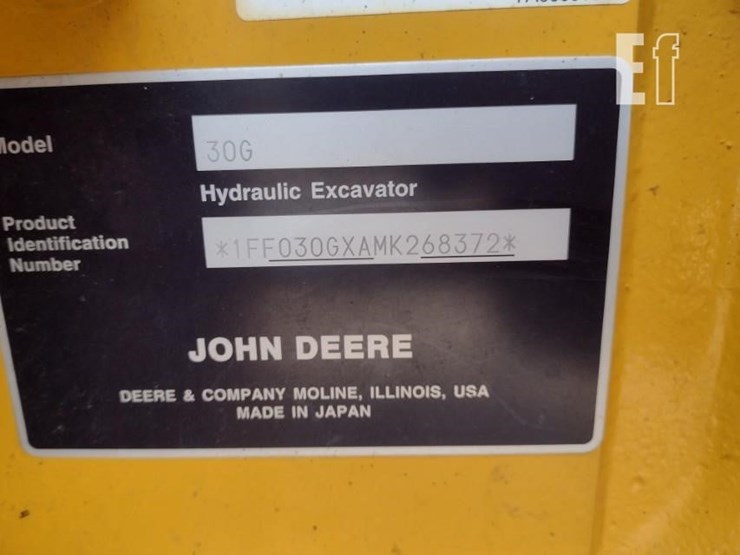 Ef
Model
30G
Hydraulic Excavator
Product
Identification
Number
*1FF030GXAMK268372*
JOHN DEERE
DEERE & COMPANY MOLINE, ILLINOIS, USA
MADE IN JAPAN